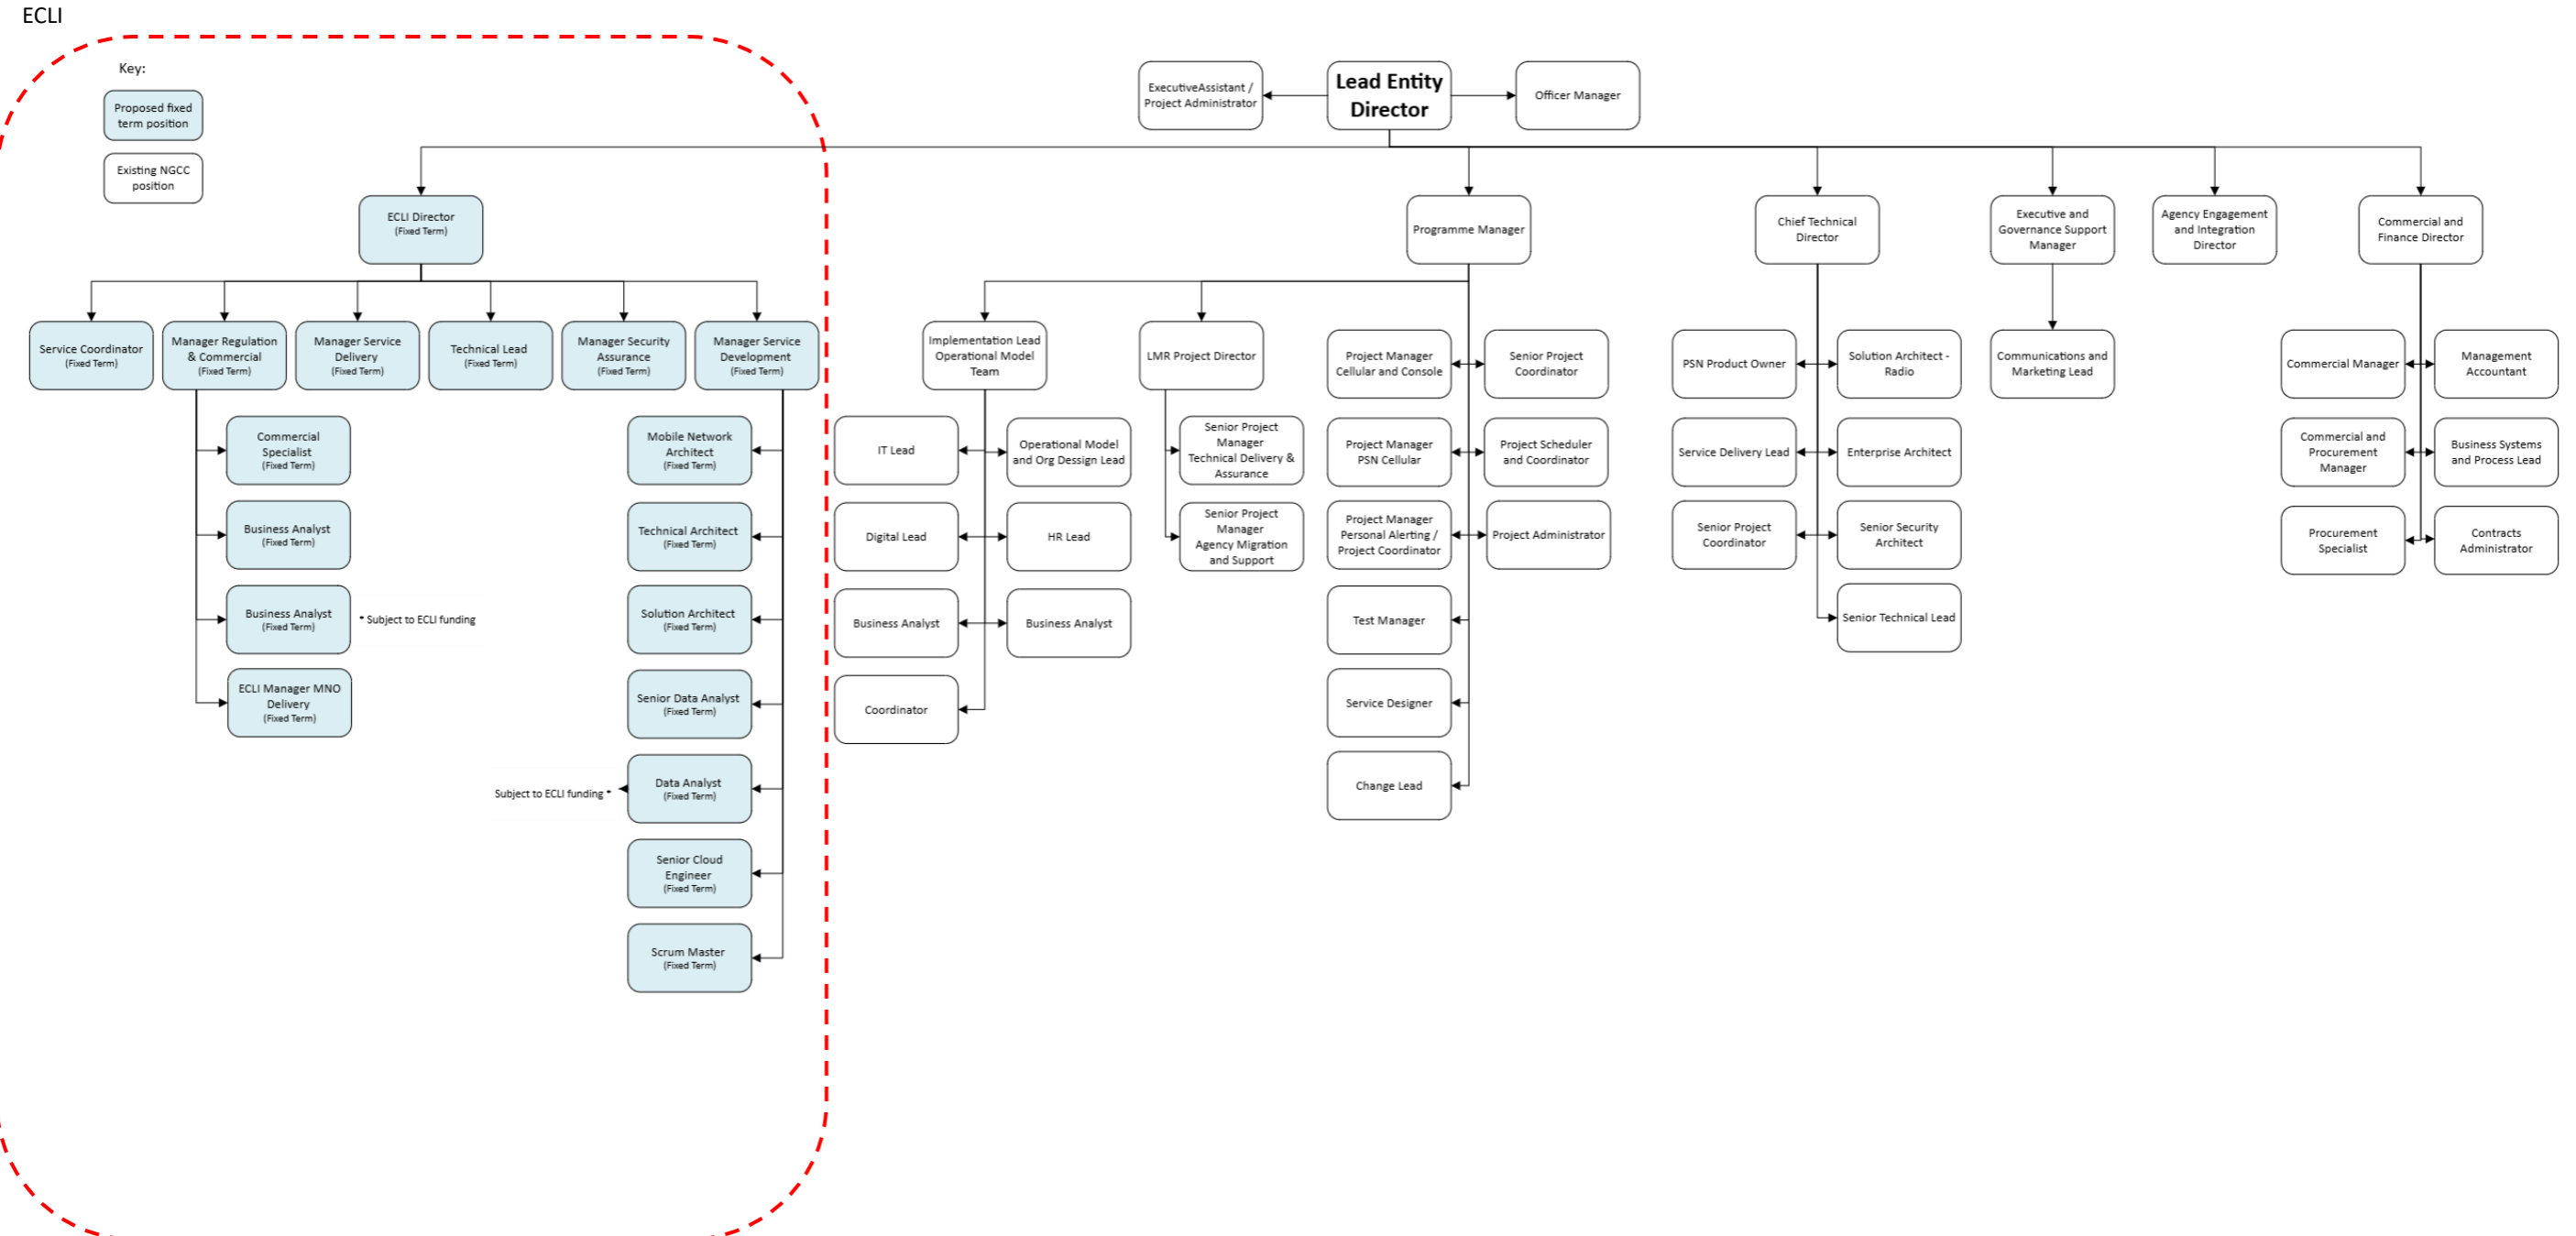 ECLI
Key:
Proposed fixed
term position
Existing NGCC
position
ExecutiveAssistant /
Project Administrator
Lead Entity
Director
Officer Manager
ECLI Director
(Fixed Term)
Programme Manager
Chief Technical
Director
Executive and
Governance Support
Manager
Agency Engagement
and Integration
Director
Commercial and
Finance Director
Service Coordinator
(Fixed Term)
Manager Regulation
& Commercial
(Fixed Term)
Manager Service
Delivery
(Fixed Term)
Technical Lead
(Fixed Term)
Manager Security
Assurance
(Fixed Term)
Manager Service
Development
(Fixed Term)
Commercial
Specialist
(Fixed Term)
Business Analyst
(Fixed Term)
Business Analyst
(Fixed Term)
* Subject to ECLI funding
ECLI Manager MNO
Delivery
(Fixed Term)
Mobile Network
Architect
(Fixed Term)
Technical Architect
(Fixed Term)
Solution Architect
(Fixed Term)
Senior Data Analyst
(Fixed Term)
Subject to ECLI funding *
Data Analyst
(Fixed Term)
Senior Cloud
Engineer
(Fixed Term)
Scrum Master
(Fixed Term)
Implementation Lead
Operational Model
Team
IT Lead
Operational Model
and Org Dessign Lead
Digital Lead
HR Lead
Business Analyst
Business Analyst
Coordinator
LMR Project Director
Senior Project
Manager
Technical Delivery &
Assurance
Senior Project
Manager
Agency Migration
and Support
Project Manager
Cellular and Console
Senior Project
Coordinator
Project Manager
PSN Cellular
Project Scheduler
and Coordinator
Project Manager
Personal Alerting /
Project Coordinator
Project Administrator
Test Manager
Service Designer
Change Lead
PSN Product Owner
Solution Architect -
Radio
Service Delivery Lead
Enterprise Architect
Senior Project
Coordinator
Senior Security
Architect
Senior Technical Lead
Communications and
Marketing Lead
Commercial Manager
Management
Accountant
Commercial and
Procurement
Manager
Business Systems
and Process Lead
Procurement
Specialist
Contracts
Administrator